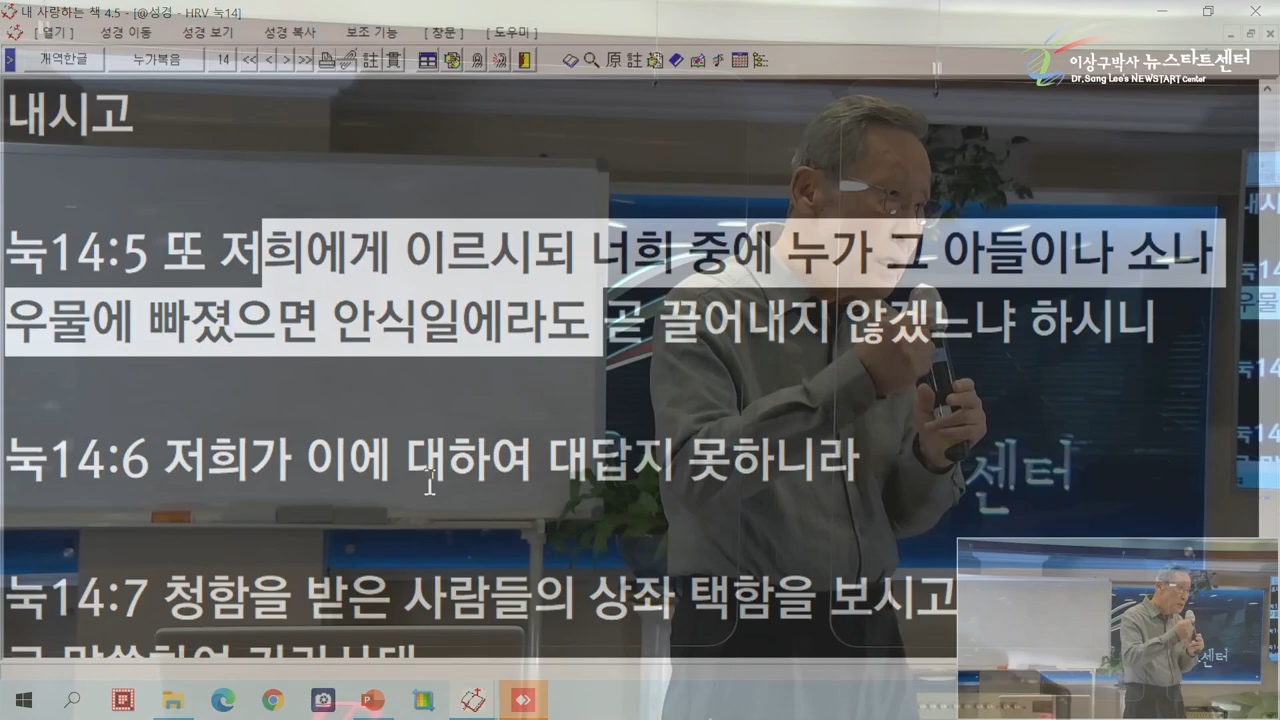 내 사랑하는 책 4.5 - [@성경 - HRV 눅14]
[ 열기 ] 성경 이동 성경 보기 성경 복사 보조 기능 [ 창문 ] [ 도우미 ]
개역한글 누가복음 14 << < > >> 註 貫 原 註
이상구박사 뉴스타트센터
Dr. Sang Lee's NEWSTART Center
내시고
눅14:5 또 저희에게 이르시되 너희 중에 누가 그 아들이나 소나
우물에 빠졌으면 안식일에라도 곧 끌어내지 않겠느냐 하시니
눅14:6 저희가 이에 대하여 대답지 못하니라
센터
눅14:7 청함을 받은 사람들의 상좌 택함을 보시고
센터